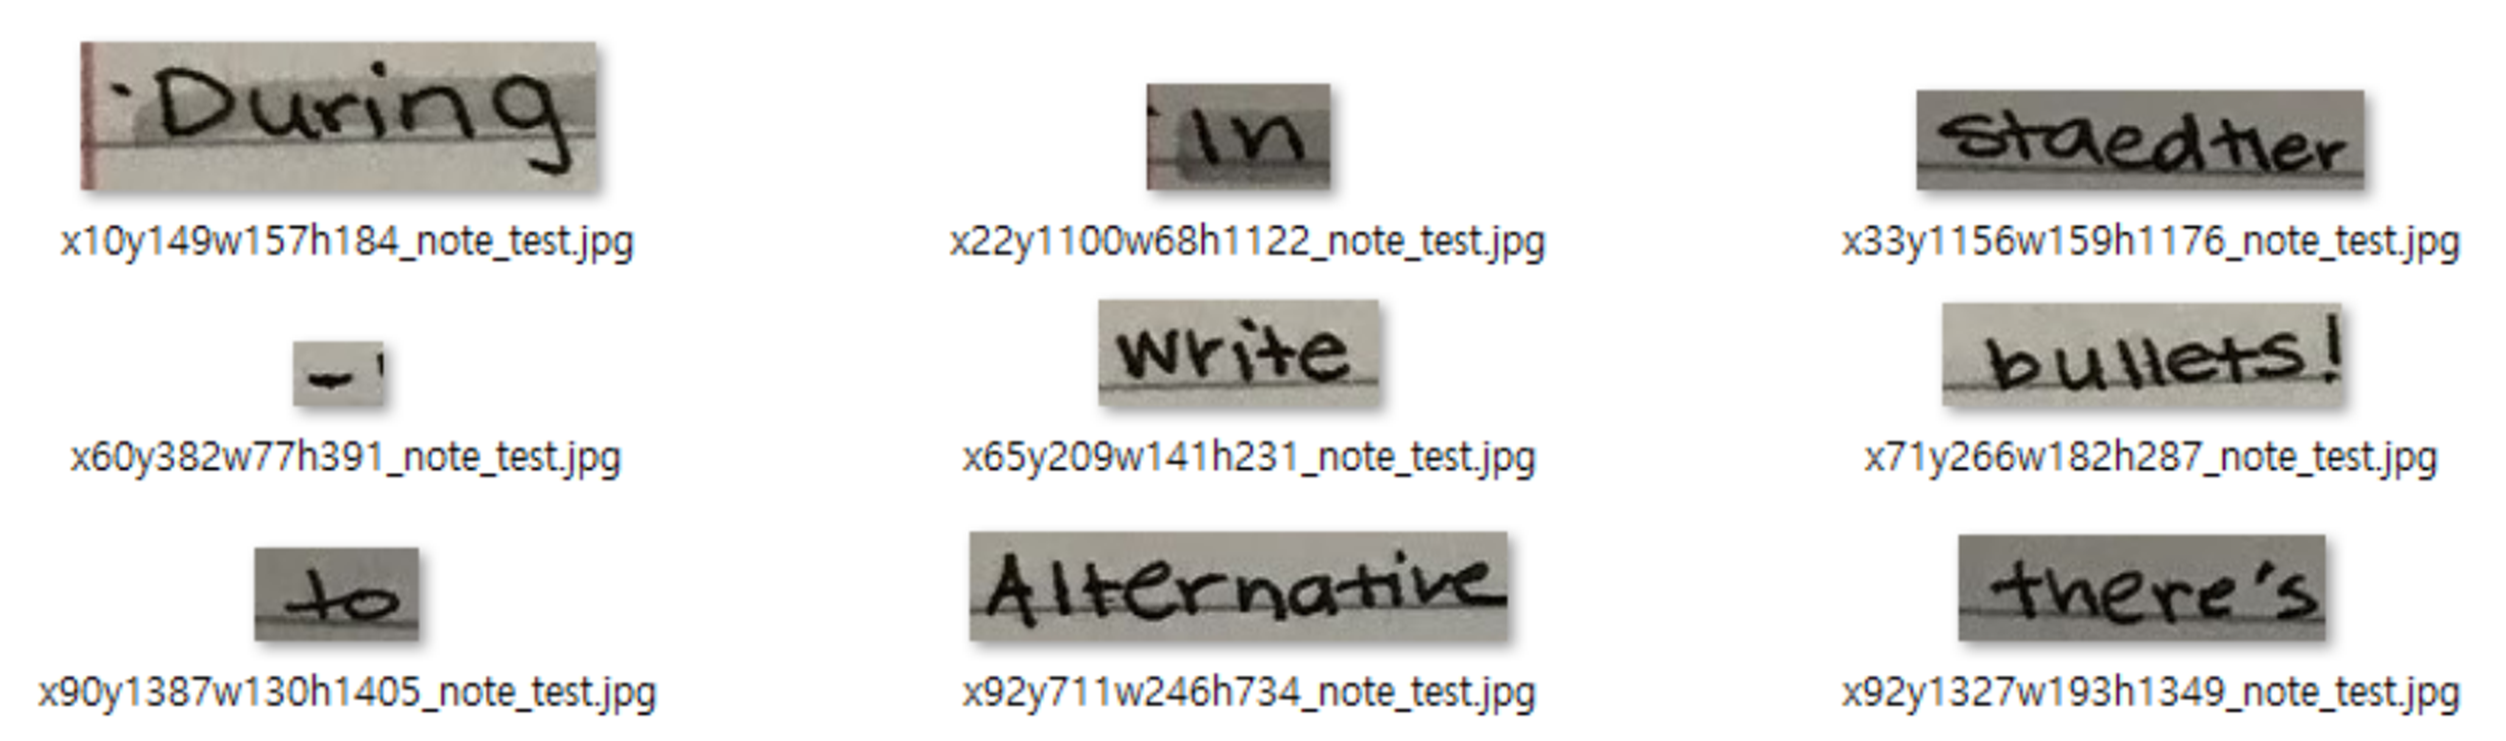 · During · In staedtler
x10y149w157h184_note_test.jpg x22y1100w68h1122_note_test.jpg x33y1156w159h1176_note_test.jpg
- ' write bullets!
x60y382w77h391_note_test.jpg x65y209w141h231_note_test.jpg x71y266w182h287_note_test.jpg
to Alternative there's
x90y1387w130h1405_note_test.jpg x92y711w246h734_note_test.jpg x92y1327w193h1349_note_test.jpg